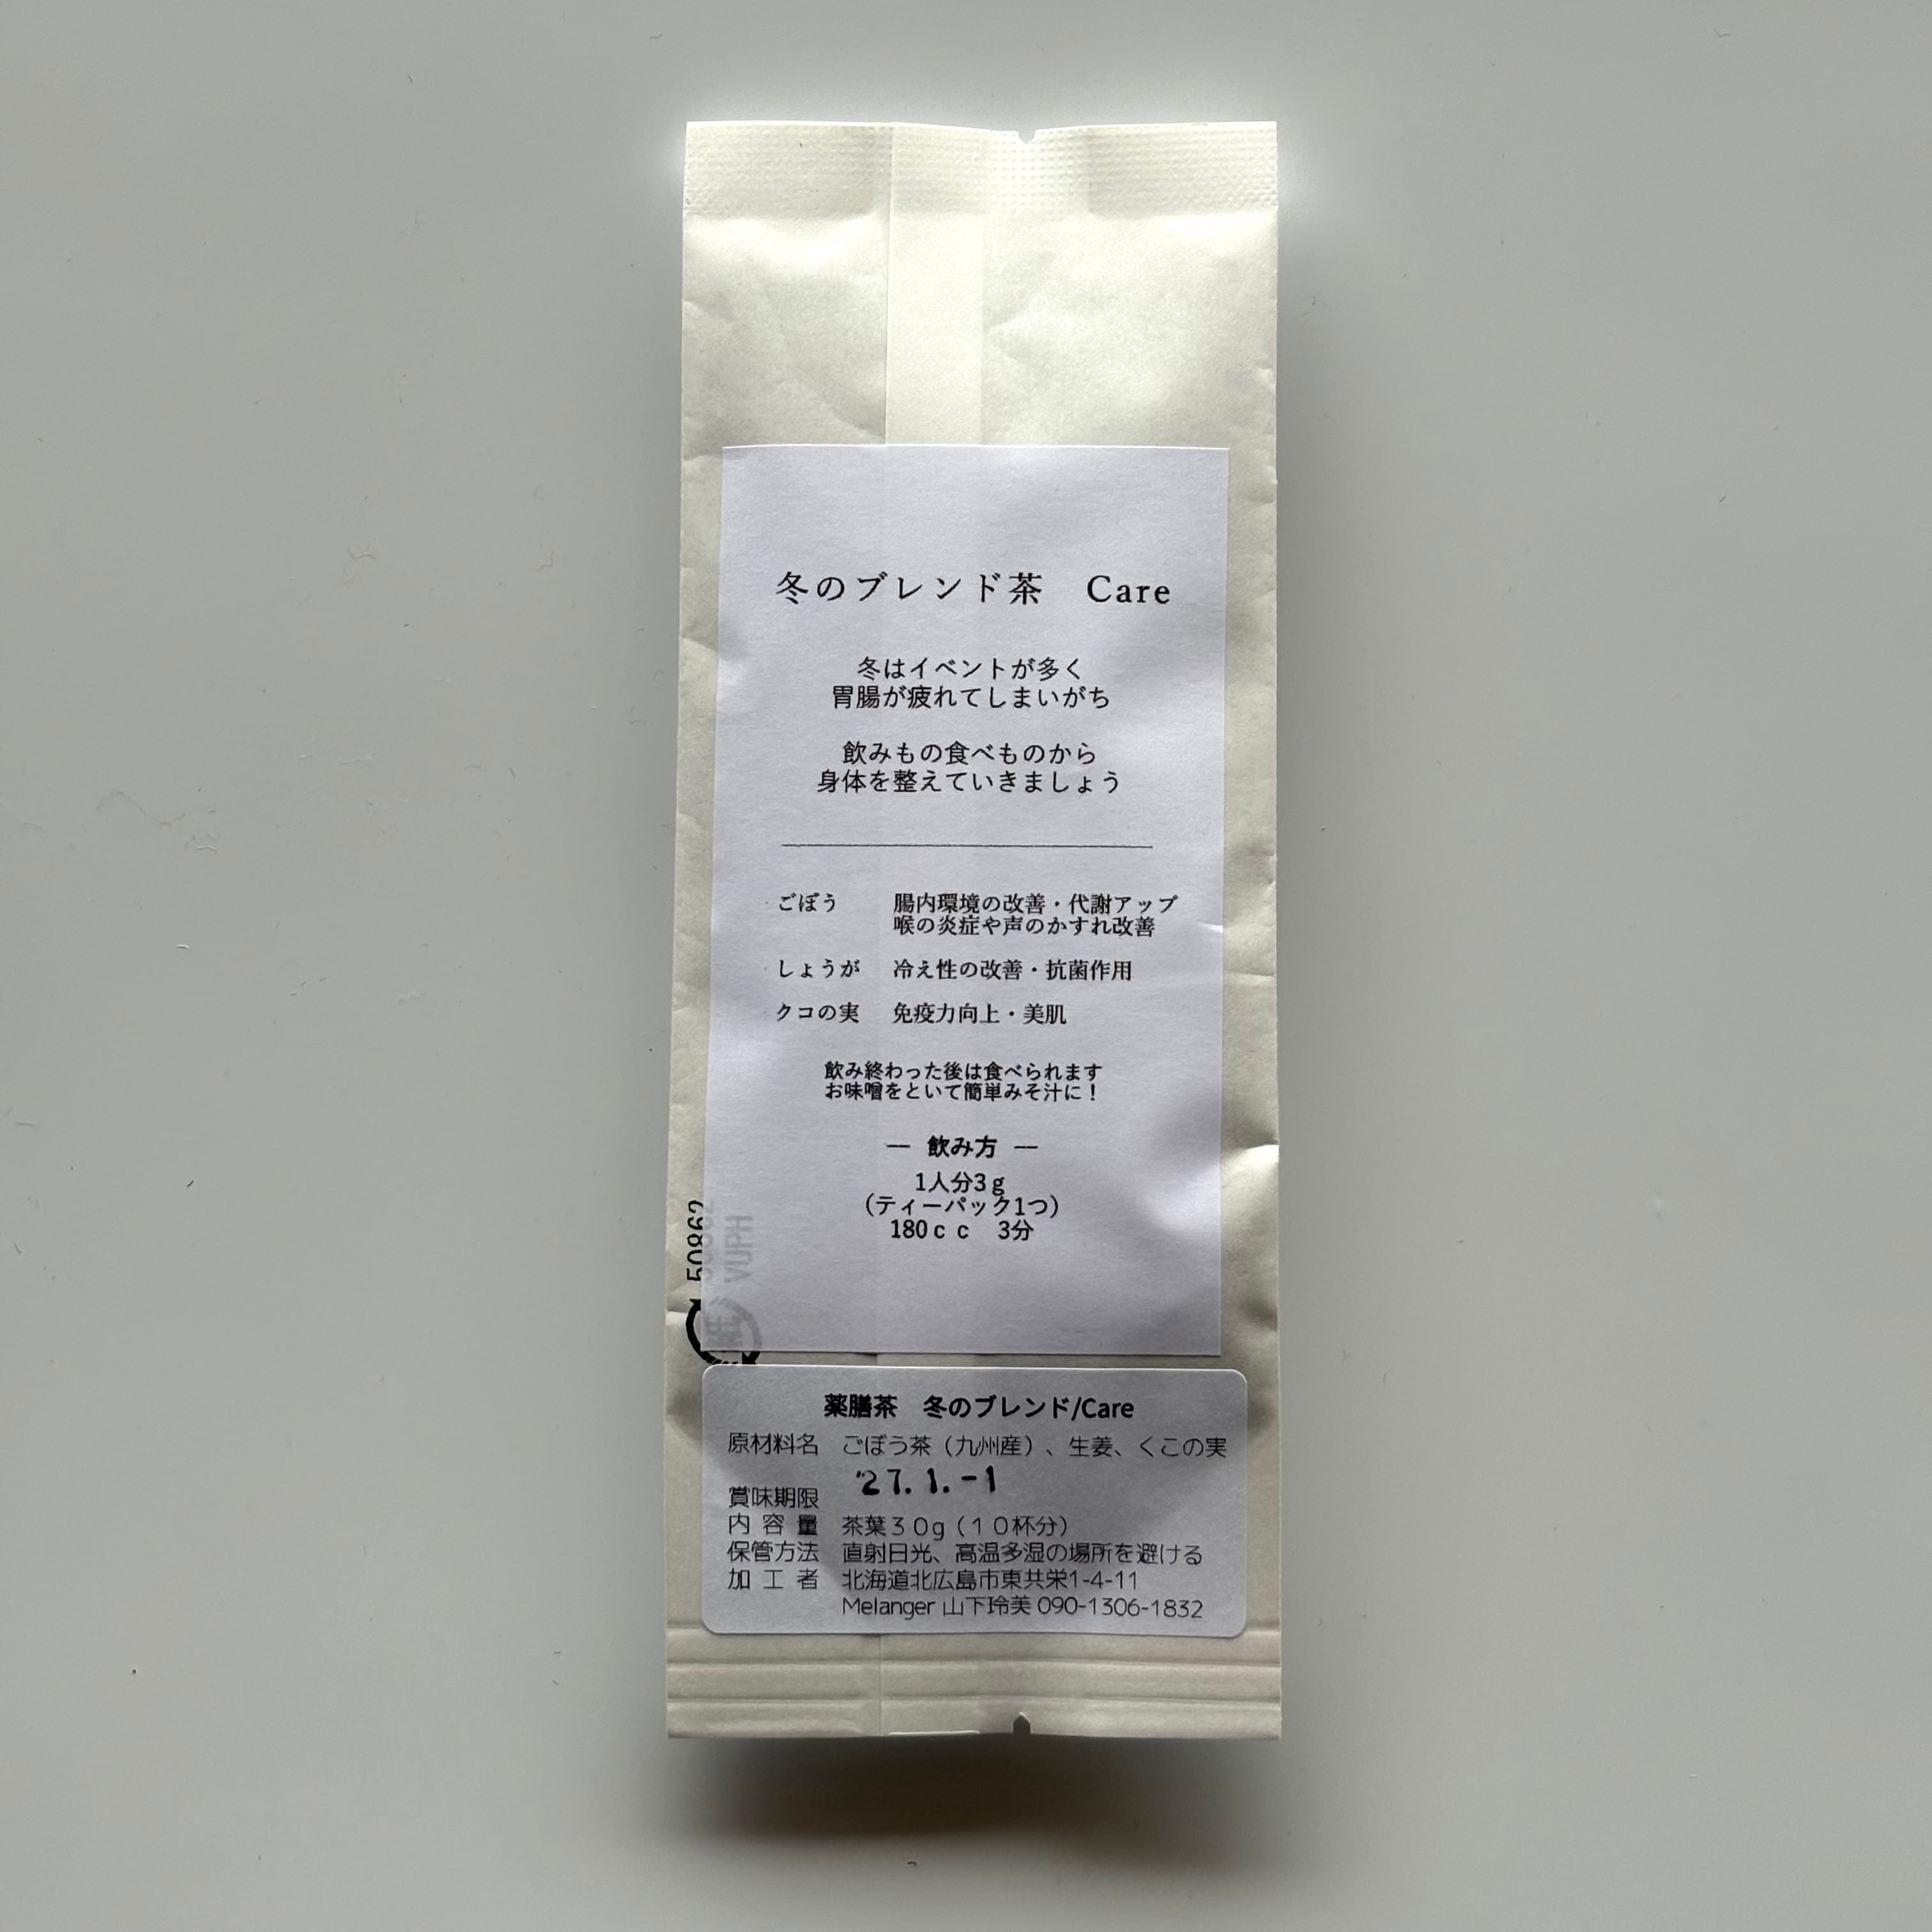 冬のブレンド茶　Care
冬はイベントが多く
胃腸が疲れてしまいがち
飲みもの食べものから
身体を整えていきましょう
ごぼう　腸内環境の改善・代謝アップ
喉の炎症や声のかすれ改善
しょうが　冷え性の改善・抗菌作用
クコの実　免疫力向上・美肌
飲み終わった後は食べられます
お味噌をといて簡単みそ汁に！
― 飲み方 ―
1人分3ｇ
（ティーパック1つ）
180ｃｃ　3分
50862
VUPH
紙
薬膳茶　冬のブレンド/Care
原材料名　ごぼう茶（九州産）、生姜、くこの実
賞味期限　'27.1.-1
内容量　茶葉３０g（１０杯分）
保管方法　直射日光、高温多湿の場所を避ける
加工者　北海道北広島市東共栄1-4-11
Melanger 山下玲美 090-1306-1832